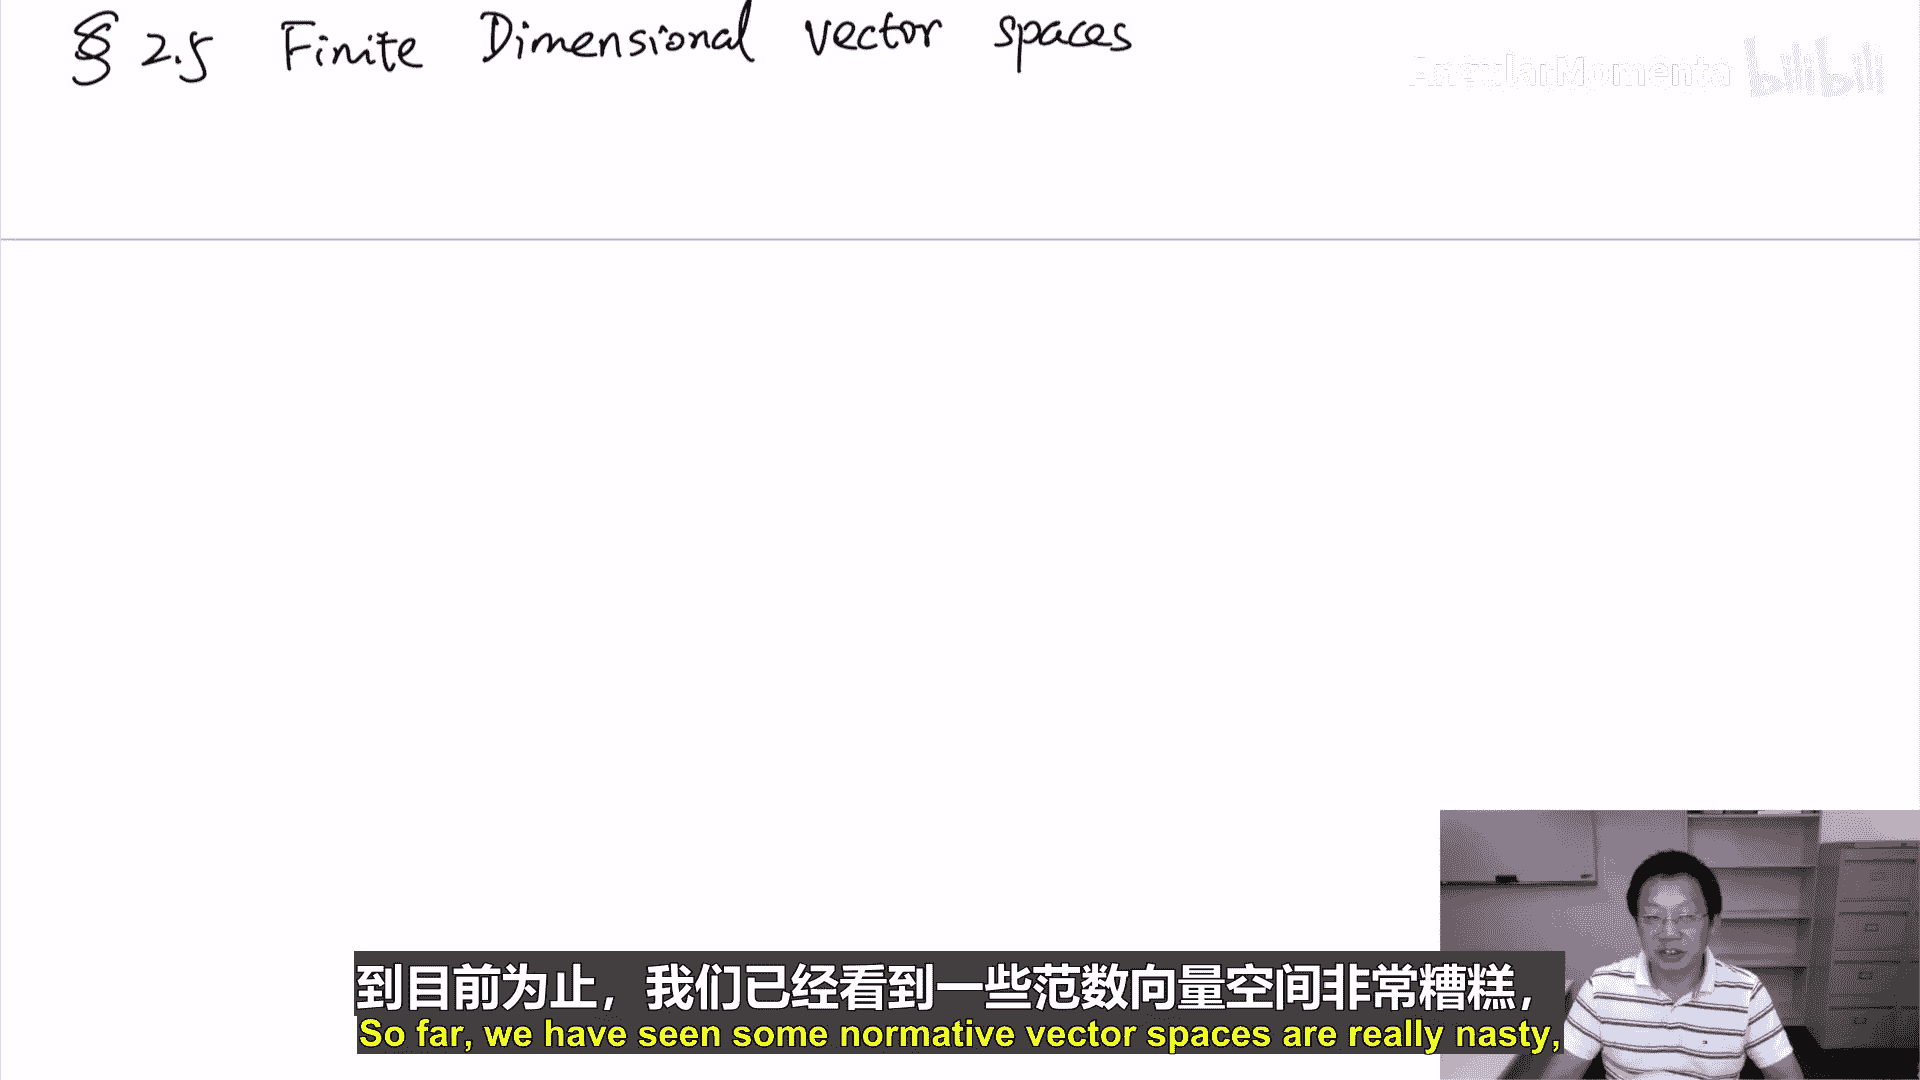 § 2.5 Finite Dimensional vector spaces
AngularMomenta bilibili
到目前为止，我们已经看到一些范数向量空间非常糟糕，
So far, we have seen some normative vector spaces are really nasty,